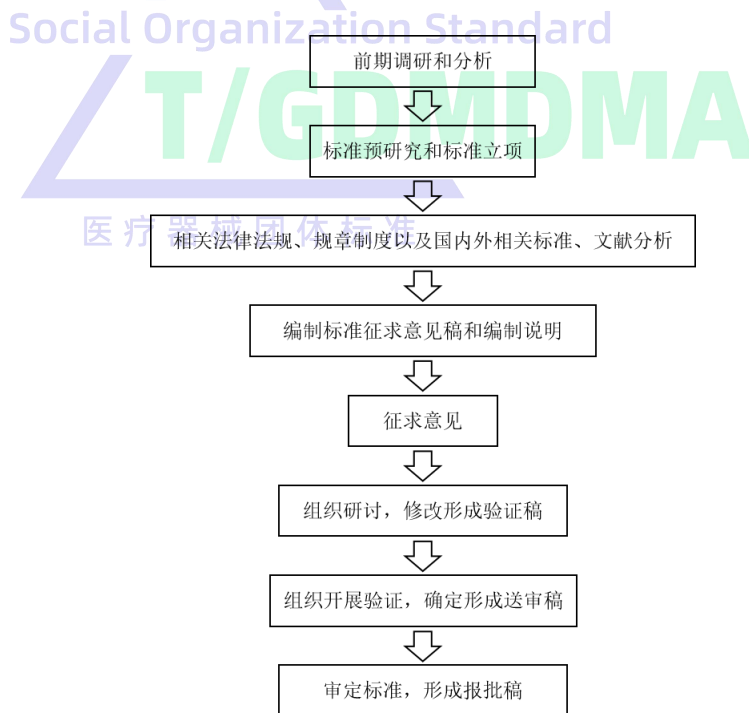 Social Organization Standard
T/GDMDMA
医疗器械团体标准
前期调研和分析
标准预研究和标准立项
相关法律法规、规章制度以及国内外相关标准、文献分析
编制标准征求意见稿和编制说明
征求意见
组织研讨，修改形成验证稿
组织开展验证，确定形成送审稿
审定标准，形成报批稿